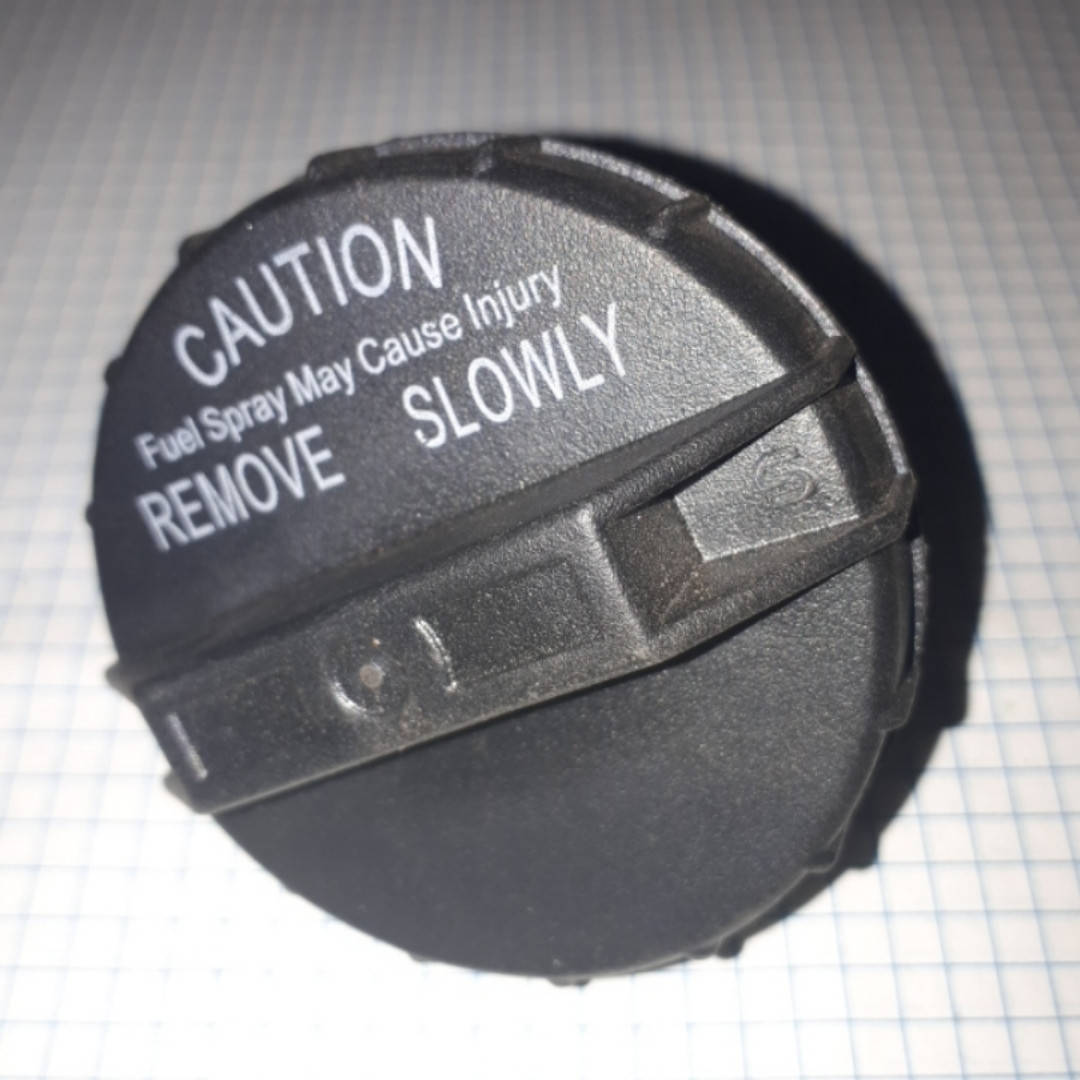 CAUTION
Fuel Spray May Cause Injury
REMOVE SLOWLY
S